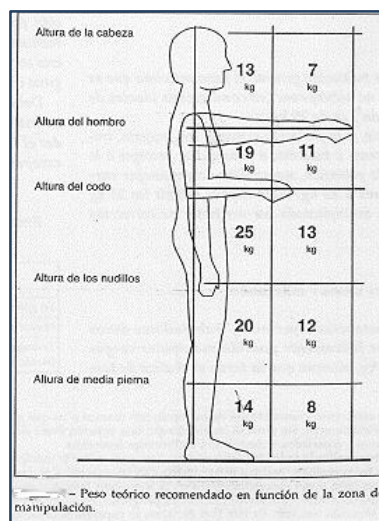 Altura de la cabeza
13 kg 7 kg
Altura del hombro
19 kg 11 kg
Altura del codo
25 kg 13 kg
Altura de los nudillos
20 kg 12 kg
Altura de media pierna
14 kg 8 kg
– Peso teórico recomendado en función de la zona d
manipulación.